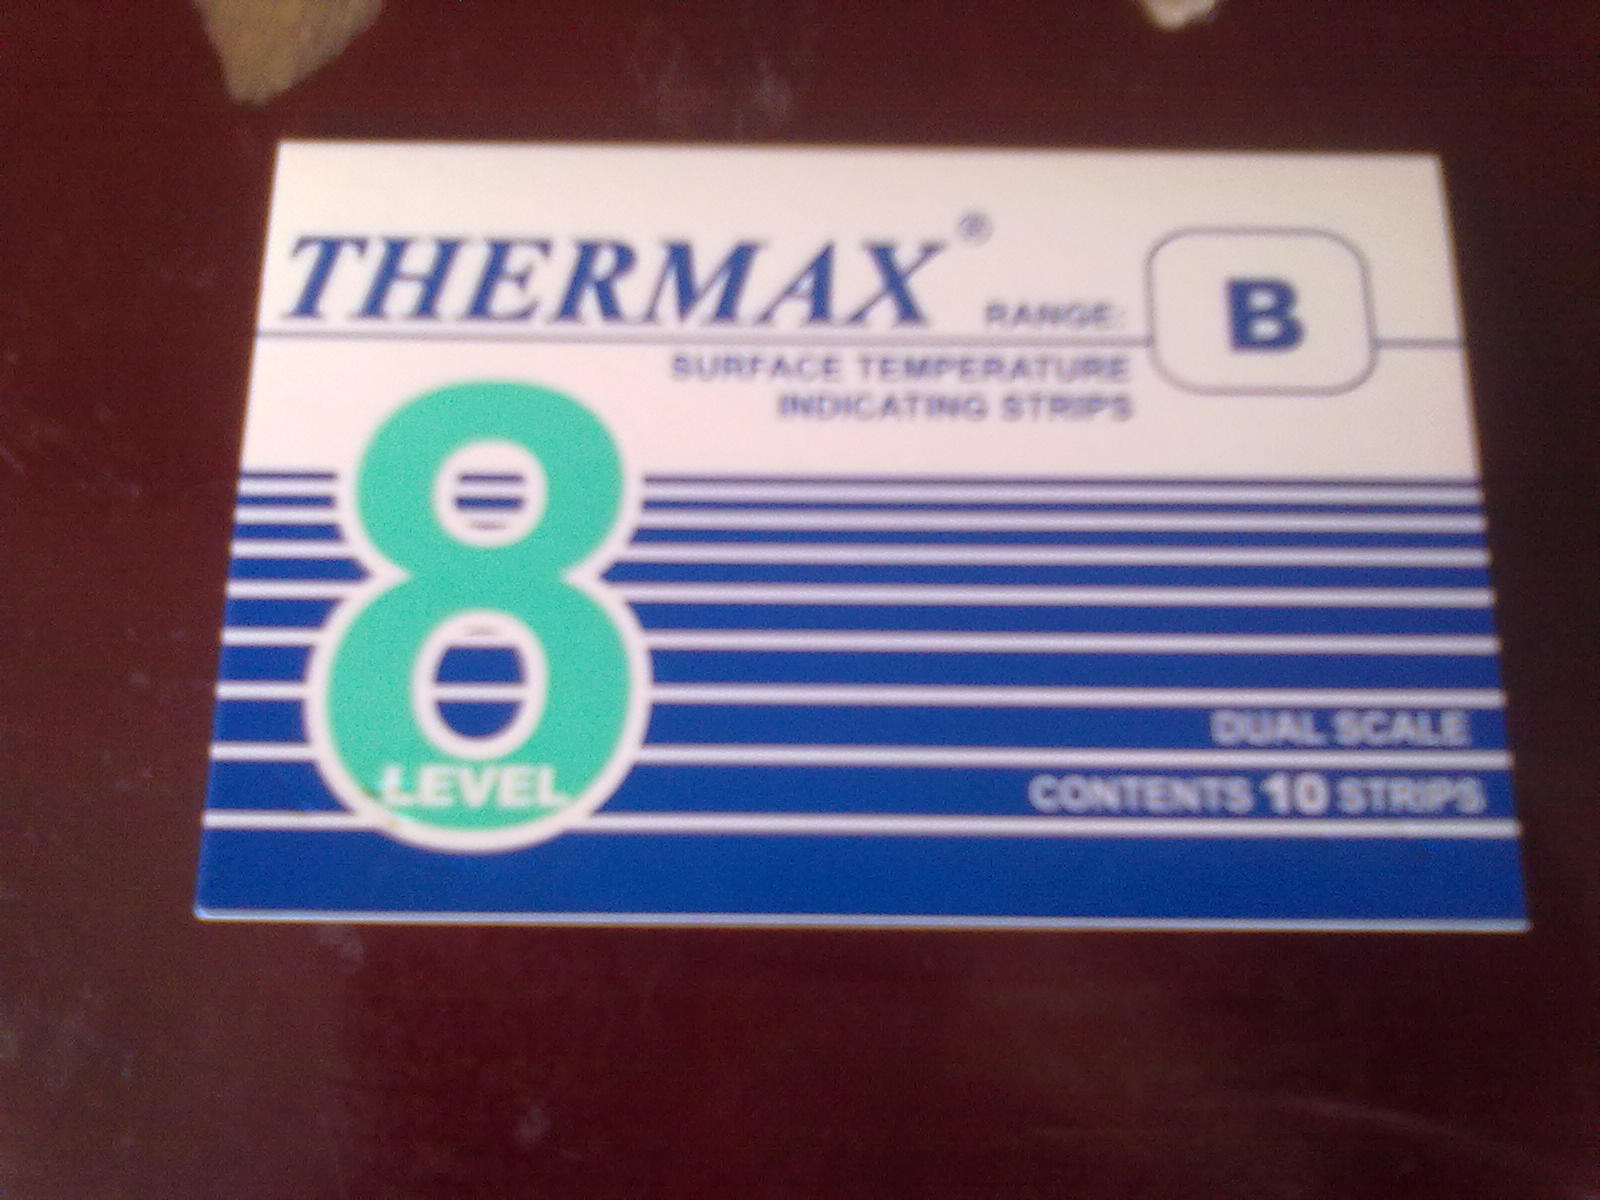 THERMAX®
RANGE: B
SURFACE TEMPERATURE
INDICATING STRIPS
8
LEVEL
DUAL SCALE
CONTENTS 10 STRIPS